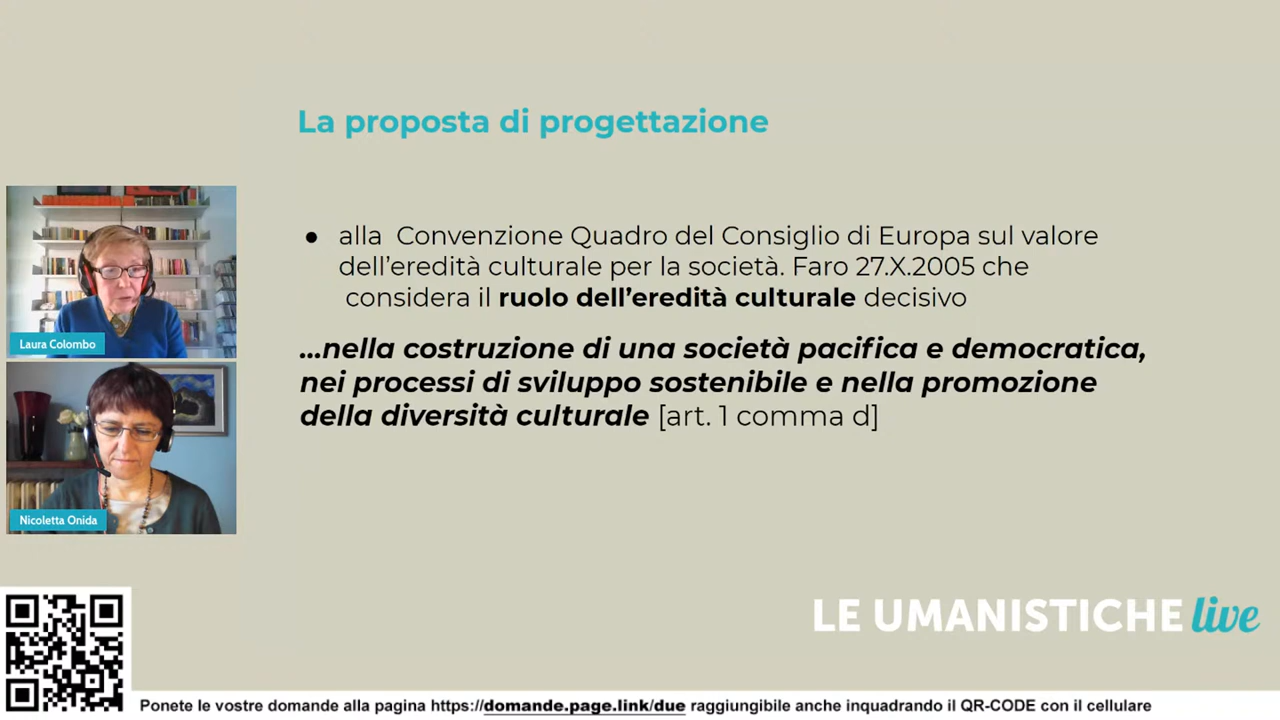 La proposta di progettazione
● alla Convenzione Quadro del Consiglio di Europa sul valore
dell'eredità culturale per la società. Faro 27.X.2005 che
considera il ruolo dell'eredità culturale decisivo
...nella costruzione di una società pacifica e democratica,
nei processi di sviluppo sostenibile e nella promozione
della diversità culturale [art. 1 comma d]
Laura Colombo
Nicoletta Onida
LE UMANISTICHE live
Ponete le vostre domande alla pagina https://domande.page.link/due raggiungibile anche inquadrando il QR-CODE con il cellulare